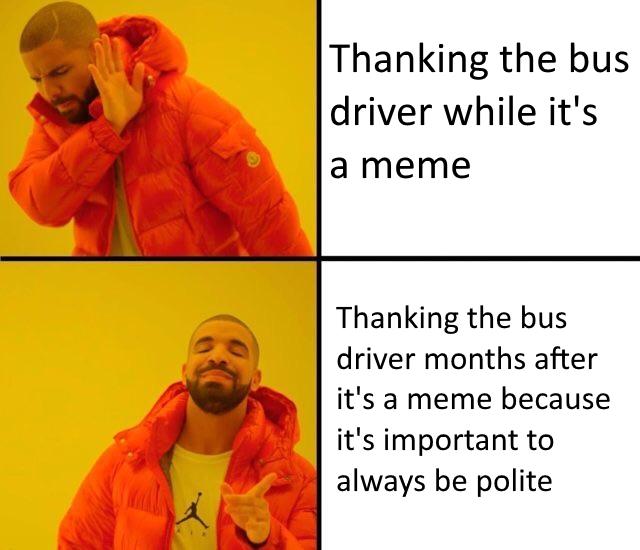 Thanking the bus
driver while it's
a meme
Thanking the bus
driver months after
it's a meme because
it's important to
always be polite